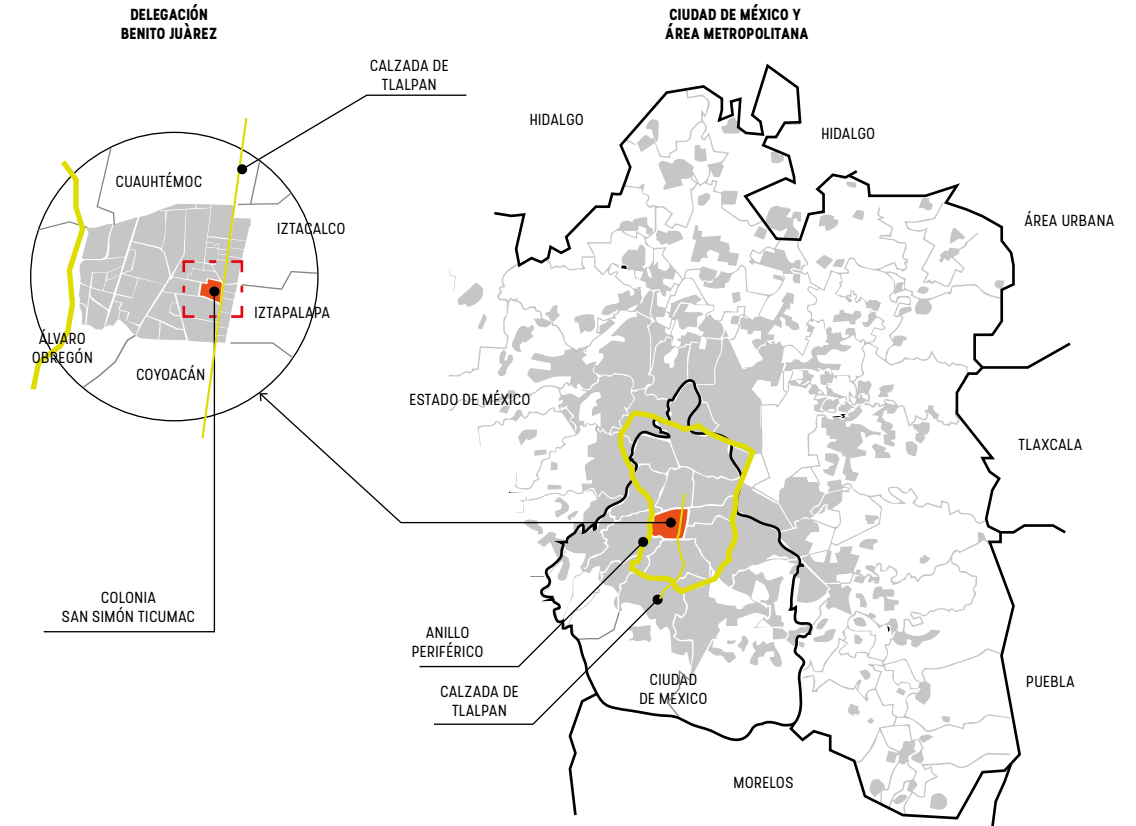 DELEGACIÓN
BENITO JUÀREZ
CALZADA DE
TLALPAN
CUAUHTÉMOC
IZTACALCO
IZTAPALAPA
ÁLVARO
OBREGÓN
COYOACÁN
COLONIA
SAN SIMÓN TICUMAC
CIUDAD DE MÉXICO Y
ÁREA METROPOLITANA
HIDALGO
HIDALGO
ÁREA URBANA
ESTADO DE MÉXICO
TLAXCALA
ANILLO
PERIFÉRICO
CALZADA DE
TLALPAN
CIUDAD
DE MEXICO
PUEBLA
MORELOS